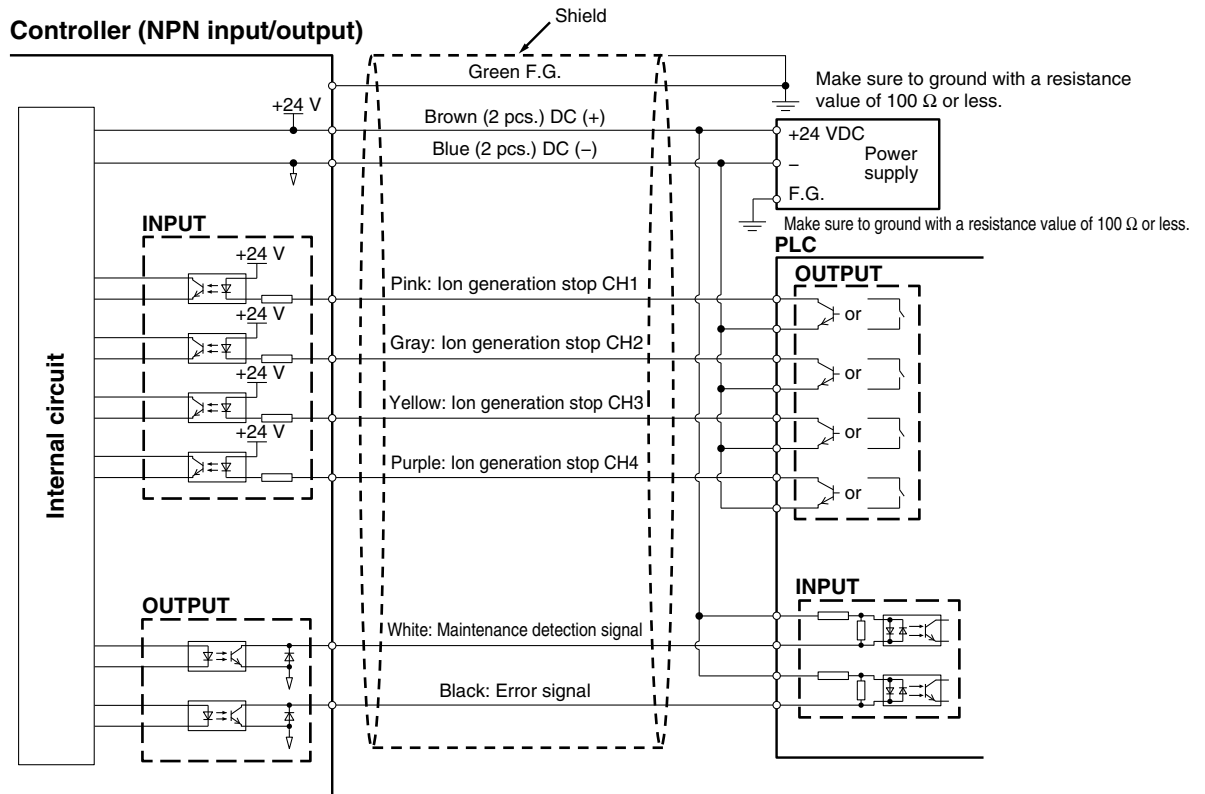 Controller (NPN input/output)
Shield
Green F.G.
Make sure to ground with a resistance
value of 100 Ω or less.
+24 V
Brown (2 pcs.) DC (+)
+24 VDC
Blue (2 pcs.) DC (−)
−
Power
supply
F.G.
Make sure to ground with a resistance value of 100 Ω or less.
INPUT
PLC
+24 V
OUTPUT
Pink: Ion generation stop CH1
or
+24 V
Gray: Ion generation stop CH2
or
+24 V
Yellow: Ion generation stop CH3
or
+24 V
Purple: Ion generation stop CH4
or
Internal circuit
INPUT
OUTPUT
White: Maintenance detection signal
Black: Error signal